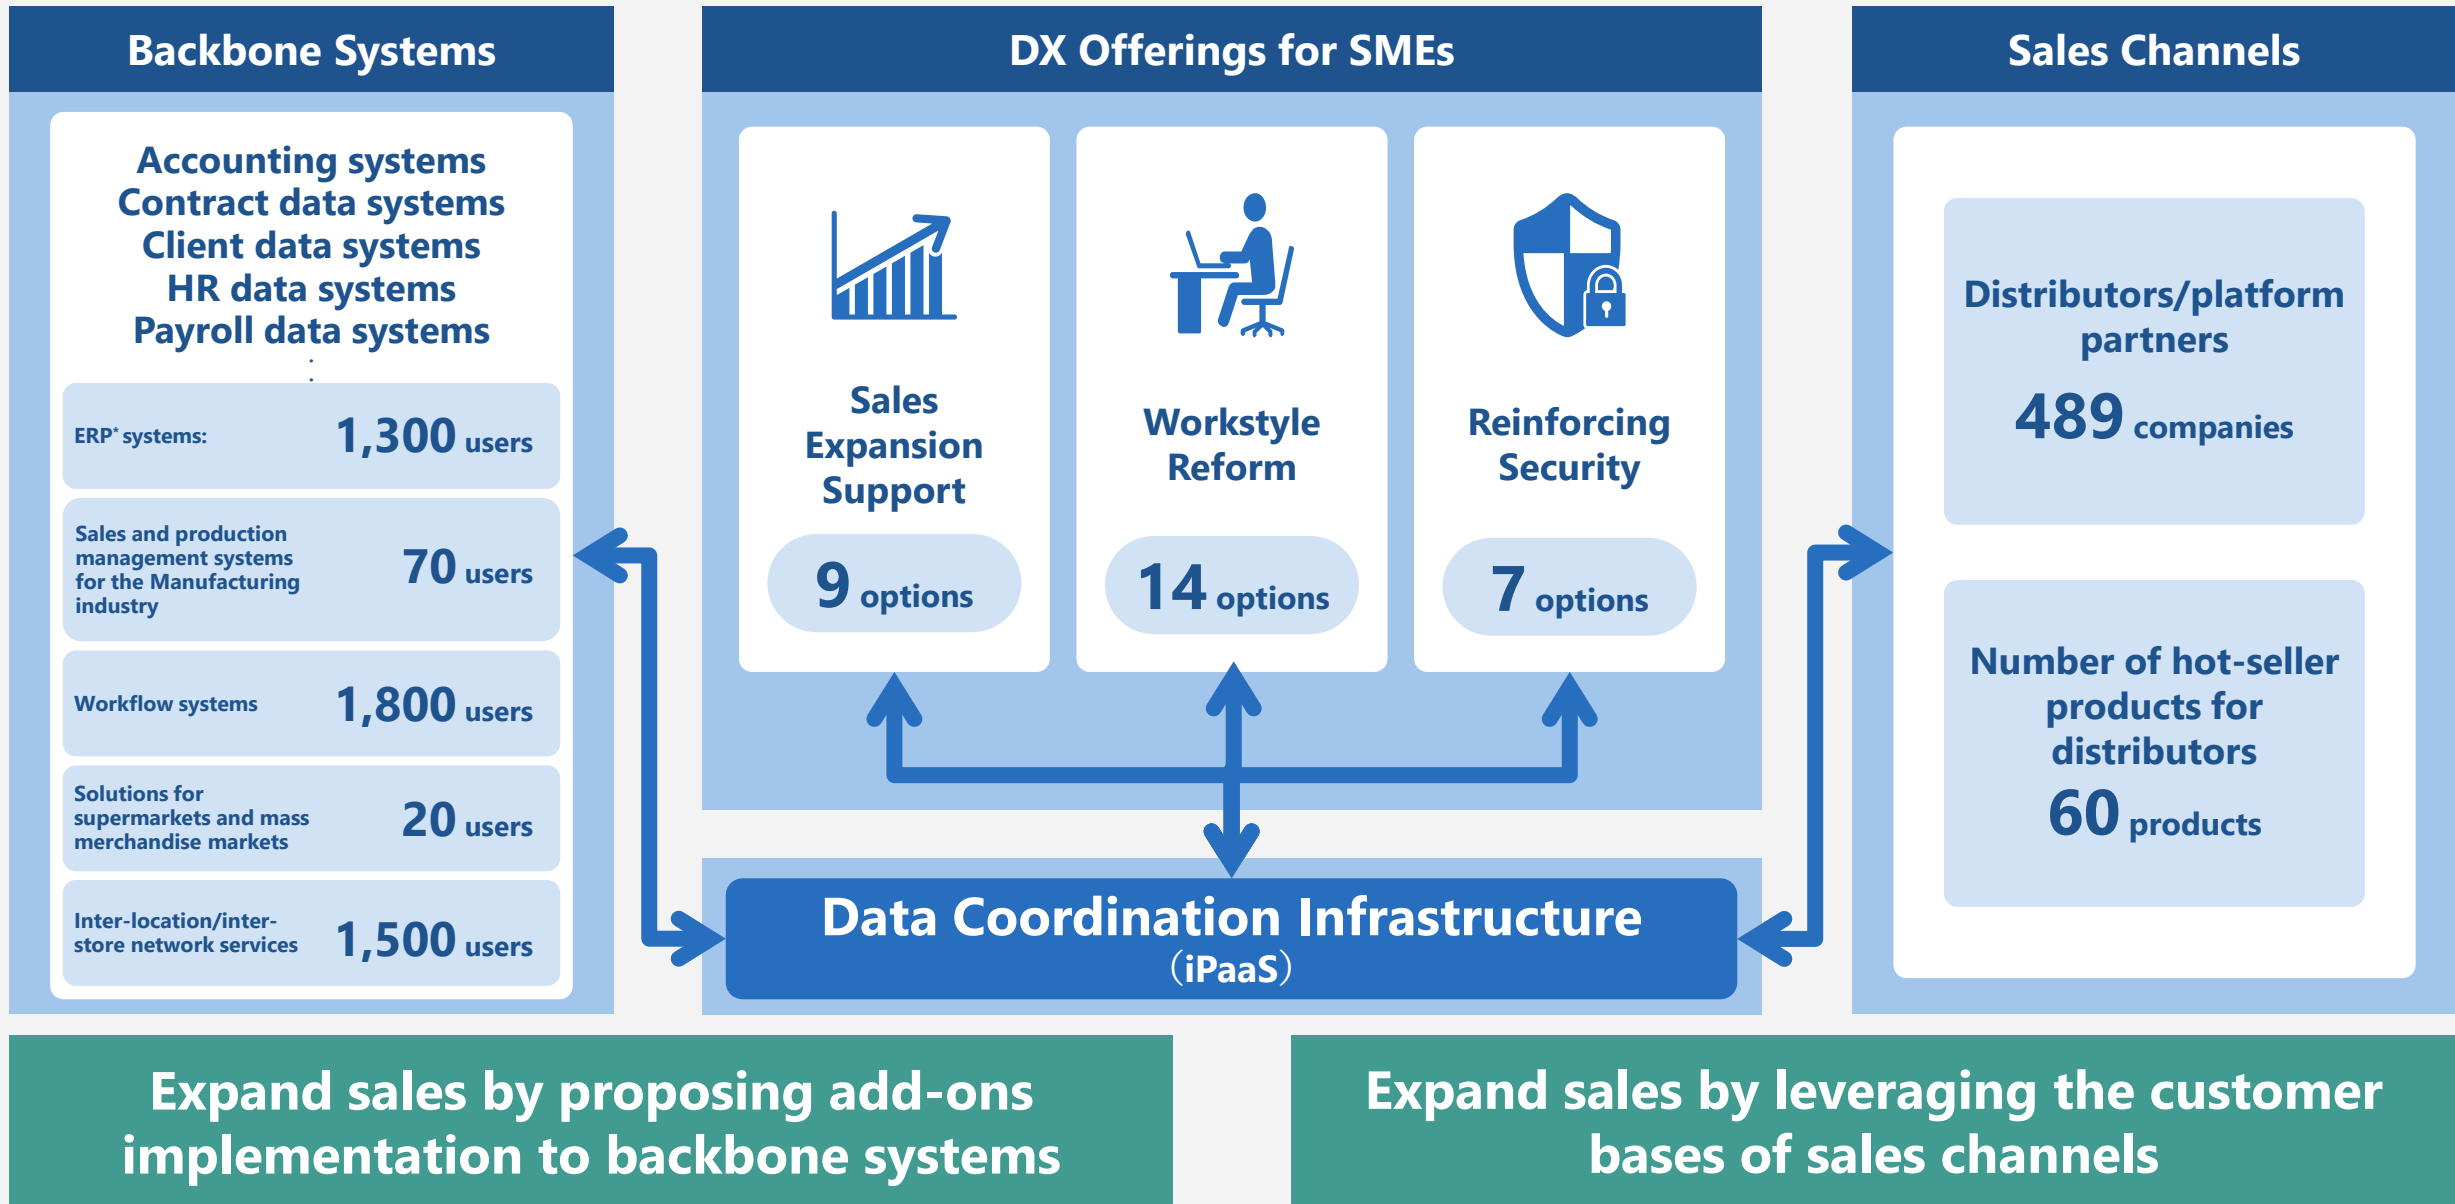 Backbone Systems
Accounting systems
Contract data systems
Client data systems
HR data systems
Payroll data systems
:
ERP* systems: 1,300 users
Sales and production
management systems
for the Manufacturing
industry
70 users
Workflow systems 1,800 users
Solutions for
supermarkets and mass
merchandise markets
20 users
Inter-location/inter-
store network services
1,500 users
DX Offerings for SMEs
Sales
Expansion
Support
9 options
Workstyle
Reform
14 options
Reinforcing
Security
7 options
Data Coordination Infrastructure
（iPaaS）
Sales Channels
Distributors/platform
partners
489 companies
Number of hot-seller
products for
distributors
60 products
Expand sales by proposing add-ons
implementation to backbone systems
Expand sales by leveraging the customer
bases of sales channels